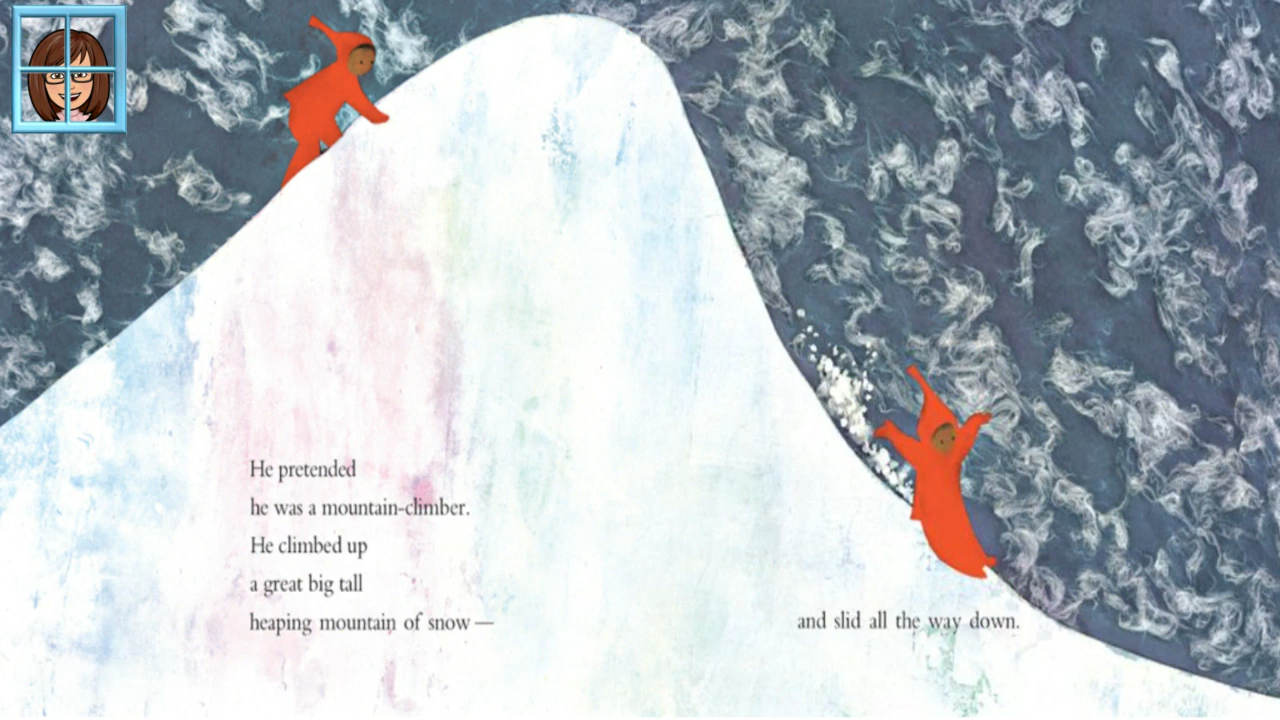 He pretended
he was a mountain-climber.
He climbed up
a great big tall
heaping mountain of snow —
and slid all the way down.